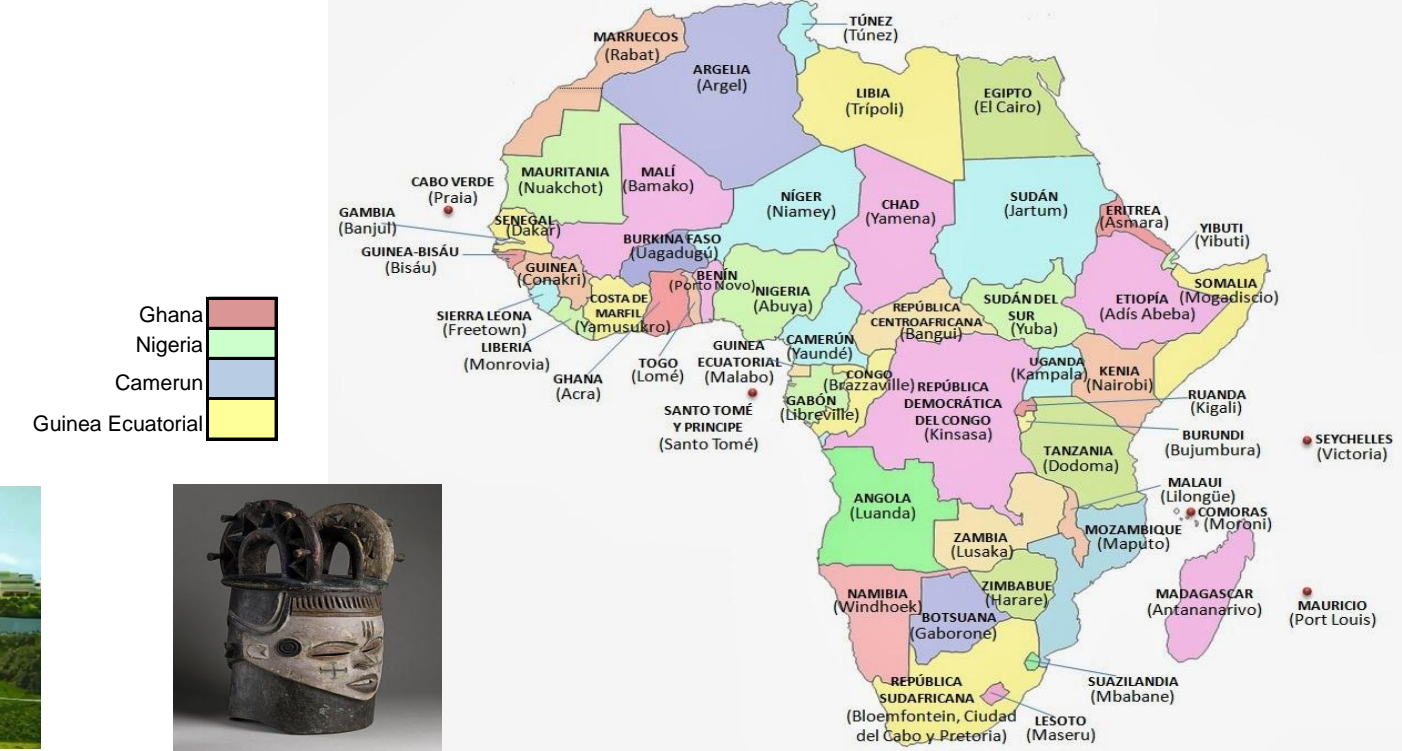 Ghana
Nigeria
Camerun
Guinea Ecuatorial
MARRUECOS
(Rabat)
ARGELIA
(Argel)
TÚNEZ
(Túnez)
LIBIA
(Trípoli)
EGIPTO
(El Cairo)
MAURITANIA
(Nuakchot)
MALÍ
(Bamako)
NÍGER
(Niamey)
CHAD
(Yamena)
SUDÁN
(Jartum)
ERITREA
(Asmara)
YIBUTI
(Yibuti)
CABO VERDE
(Praia)
GAMBIA
(Banjul)
SENEGAL
(Dakar)
GUINEA-BISÁU
(Bisáu)
GUINEA
(Conakri)
BURKINA FASO
(Uagadugú)
BENÍN
(Porto Novo)
NIGERIA
(Abuya)
SIERRA LEONA
(Freetown)
LIBERIA
(Monrovia)
COSTA DE
MARFIL
(Yamusukro)
GHANA
(Acra)
TOGO
(Lomé)
GUINEA
ECUATORIAL
(Malabo)
CAMERÚN
(Yaundé)
REPÚBLICA
CENTROAFRICANA
(Bangui)
SUDÁN DEL
SUR
(Yuba)
ETIOPÍA
(Adís Abeba)
SOMALIA
(Mogadiscio)
SANTO TOMÉ
Y PRINCIPE
(Santo Tomé)
GABÓN
(Libreville)
CONGO
(Brazzaville)
REPÚBLICA
DEMOCRÁTICA
DEL CONGO
(Kinsasa)
UGANDA
(Kampala)
KENIA
(Nairobi)
RUANDA
(Kigali)
BURUNDI
(Bujumbura)
TANZANIA
(Dodoma)
SEYCHELLES
(Victoria)
ANGOLA
(Luanda)
ZAMBIA
(Lusaka)
MALAUI
(Lilongüe)
COMORAS
(Moroni)
MOZAMBIQUE
(Maputo)
NAMIBIA
(Windhoek)
BOTSUANA
(Gaborone)
ZIMBABUE
(Harare)
MADAGASCAR
(Antananarivo)
MAURICIO
(Port Louis)
REPÚBLICA
SUDAFRICANA
(Bloemfontein, Ciudad
del Cabo y Pretoria)
SUAZILANDIA
(Mbabane)
LESOTO
(Maseru)